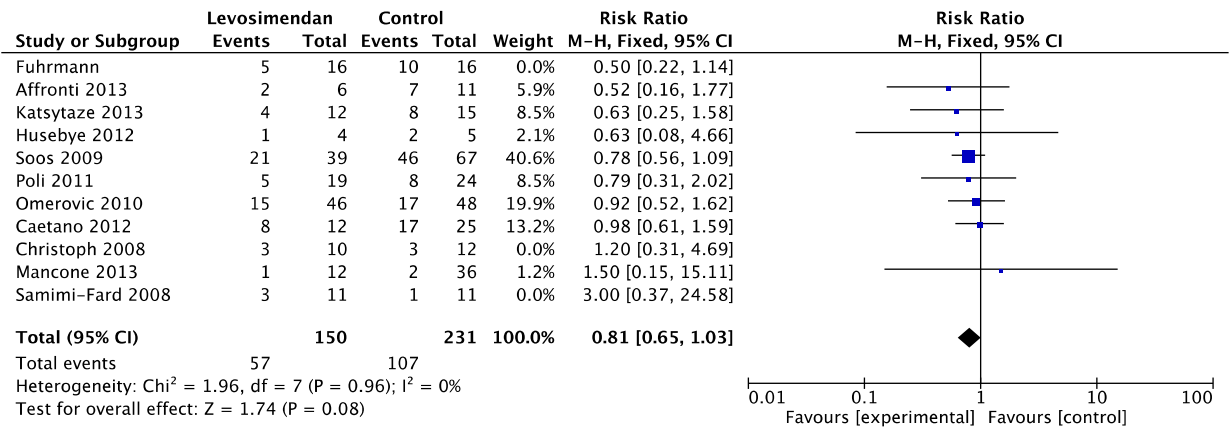 Levosimendan Control Risk Ratio Risk Ratio
Study or Subgroup Events Total Events Total Weight M-H, Fixed, 95% CI M-H, Fixed, 95% CI
Fuhrmann 5 16 10 16 0.0% 0.50 [0.22, 1.14]
Affronti 2013 2 6 7 11 5.9% 0.52 [0.16, 1.77]
Katsytaze 2013 4 12 8 15 8.5% 0.63 [0.25, 1.58]
Husebye 2012 1 4 2 5 2.1% 0.63 [0.08, 4.66]
Soos 2009 21 39 46 67 40.6% 0.78 [0.56, 1.09]
Poli 2011 5 19 8 24 8.5% 0.79 [0.31, 2.02]
Omerovic 2010 15 46 17 48 19.9% 0.92 [0.52, 1.62]
Caetano 2012 8 12 17 25 13.2% 0.98 [0.61, 1.59]
Christoph 2008 3 10 3 12 0.0% 1.20 [0.31, 4.69]
Mancone 2013 1 12 2 36 1.2% 1.50 [0.15, 15.11]
Samimi-Fard 2008 3 11 1 11 0.0% 3.00 [0.37, 24.58]
Total (95% CI) 150 231 100.0% 0.81 [0.65, 1.03]
Total events 57 107
Heterogeneity: Chi² = 1.96, df = 7 (P = 0.96); I² = 0%
Test for overall effect: Z = 1.74 (P = 0.08)
0.01 0.1 1 10 100
Favours [experimental] Favours [control]